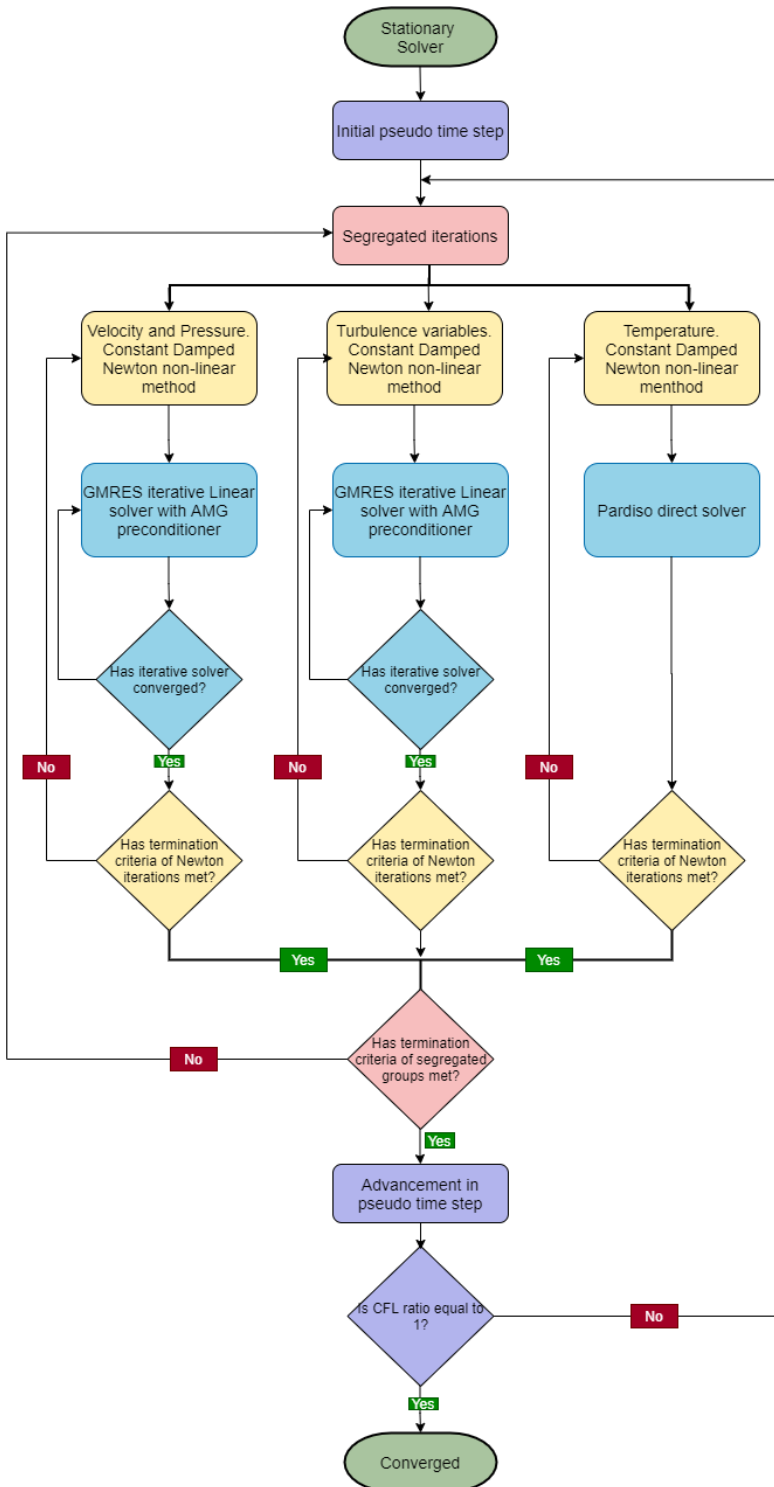 Stationary
Solver
Initial pseudo time step
Segregated iterations
Velocity and Pressure.
Constant Damped
Newton non-linear
method
Turbulence variables.
Constant Damped
Newton non-linear
method
Temperature.
Constant Damped
Newton non-linear
menthod
GMRES iterative Linear
solver with AMG
preconditioner
GMRES iterative Linear
solver with AMG
preconditioner
Pardiso direct solver
Has iterative solver
converged?
Has iterative solver
converged?
No
Yes
No
Yes
No
Has termination
criteria of Newton
iterations met?
Has termination
criteria of Newton
iterations met?
Has termination
criteria of Newton
iterations met?
Yes
Yes
Has termination
criteria of segregated
groups met?
No
Yes
Advancement in
pseudo time step
Is CFL ratio equal to
1?
No
Yes
Converged